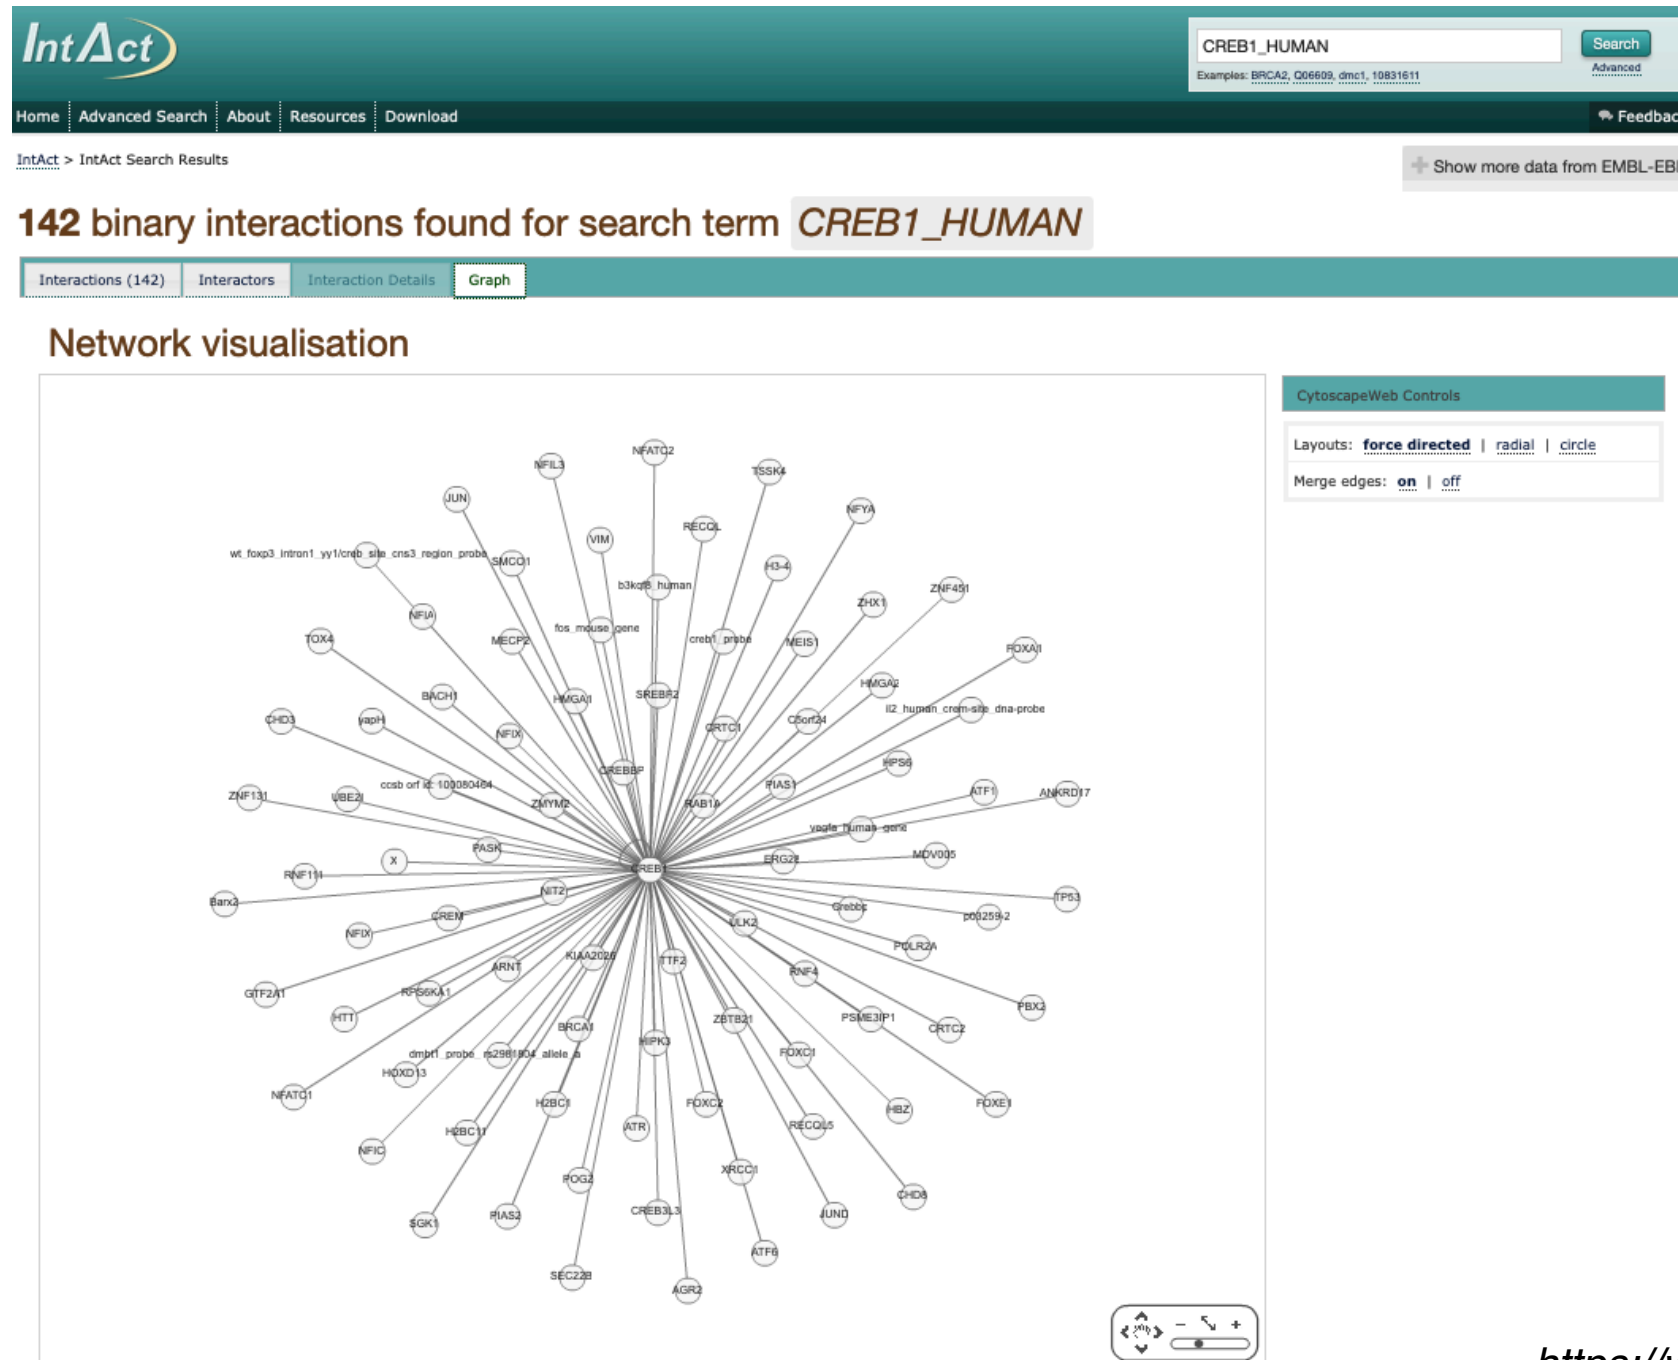 IntAct
CREB1_HUMAN
Search
Examples: BRCA2, Q06609, dmc1, 10831611
Advanced
Home Advanced Search About Resources Download
Feedbac
IntAct > IntAct Search Results
Show more data from EMBL-EB
142 binary interactions found for search term CREB1_HUMAN
Interactions (142) Interactors Interaction Details Graph
Network visualisation
CytoscapeWeb Controls
Layouts: force directed | radial | circle
Merge edges: on | off
NFATC2
NFIL3
TSSK4
JUN
NFYA
RECQL
VIM
wt_foxp3_intron1_yy1/creb_site_cns3_region_probe
SMCO1
H3-4
b3kqf8_human
ZNF451
ZHX1
NFIA
fos_mouse_gene
TOX4
MECP2
creb1_probe
MEIS1
FOXA1
HMGA2
BACH1
HMGA1
SREBF2
il2_human_crem-site_dna-probe
CHD3
yapH
C5orf24
CRTC1
NFIX
HPS6
CREBBP
ccsb orf id: 100080464
PIAS1
ATF1
ANKRD17
ZNF131
UBE2I
ZMYM2
RAB1A
vegfa_human_gene
PASK
MDV005
X
ERG28
CREB1
RNF111
NIT2
TP53
Barx2
Crebbp
CREM
p03259-2
ULK2
NFIX
POLR2A
KIAA2026
TTF2
ARNT
RNF4
GTF2A1
RPS6KA1
PBX2
HTT
PSME3IP1
ZBTB21
BRCA1
CRTC2
HIPK3
dmbt1_probe_rs2981804_allele_a
FOXC1
HOXD13
NFATC1
H2BC1
FOXC2
FOXE1
HBZ
RECQL5
ATR
H2BC11
NFIC
XRCC1
POGZ
CHD8
CREB3L3
PIAS2
JUND
SGK1
ATF6
SEC22B
AGR2